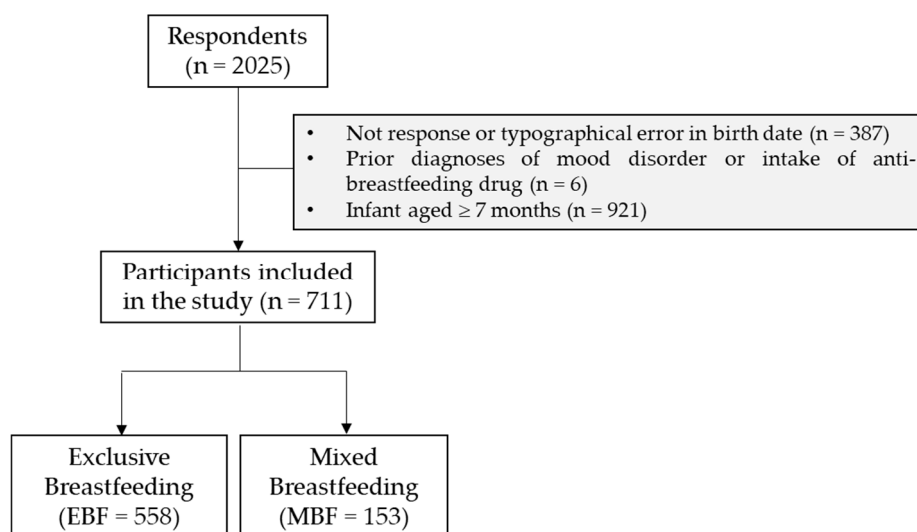 Respondents
(n = 2025)
• Not response or typographical error in birth date (n = 387)
• Prior diagnoses of mood disorder or intake of anti-
breastfeeding drug (n = 6)
• Infant aged ≥ 7 months (n = 921)
Participants included
in the study (n = 711)
Exclusive
Breastfeeding
(EBF = 558)
Mixed
Breastfeeding
(MBF = 153)